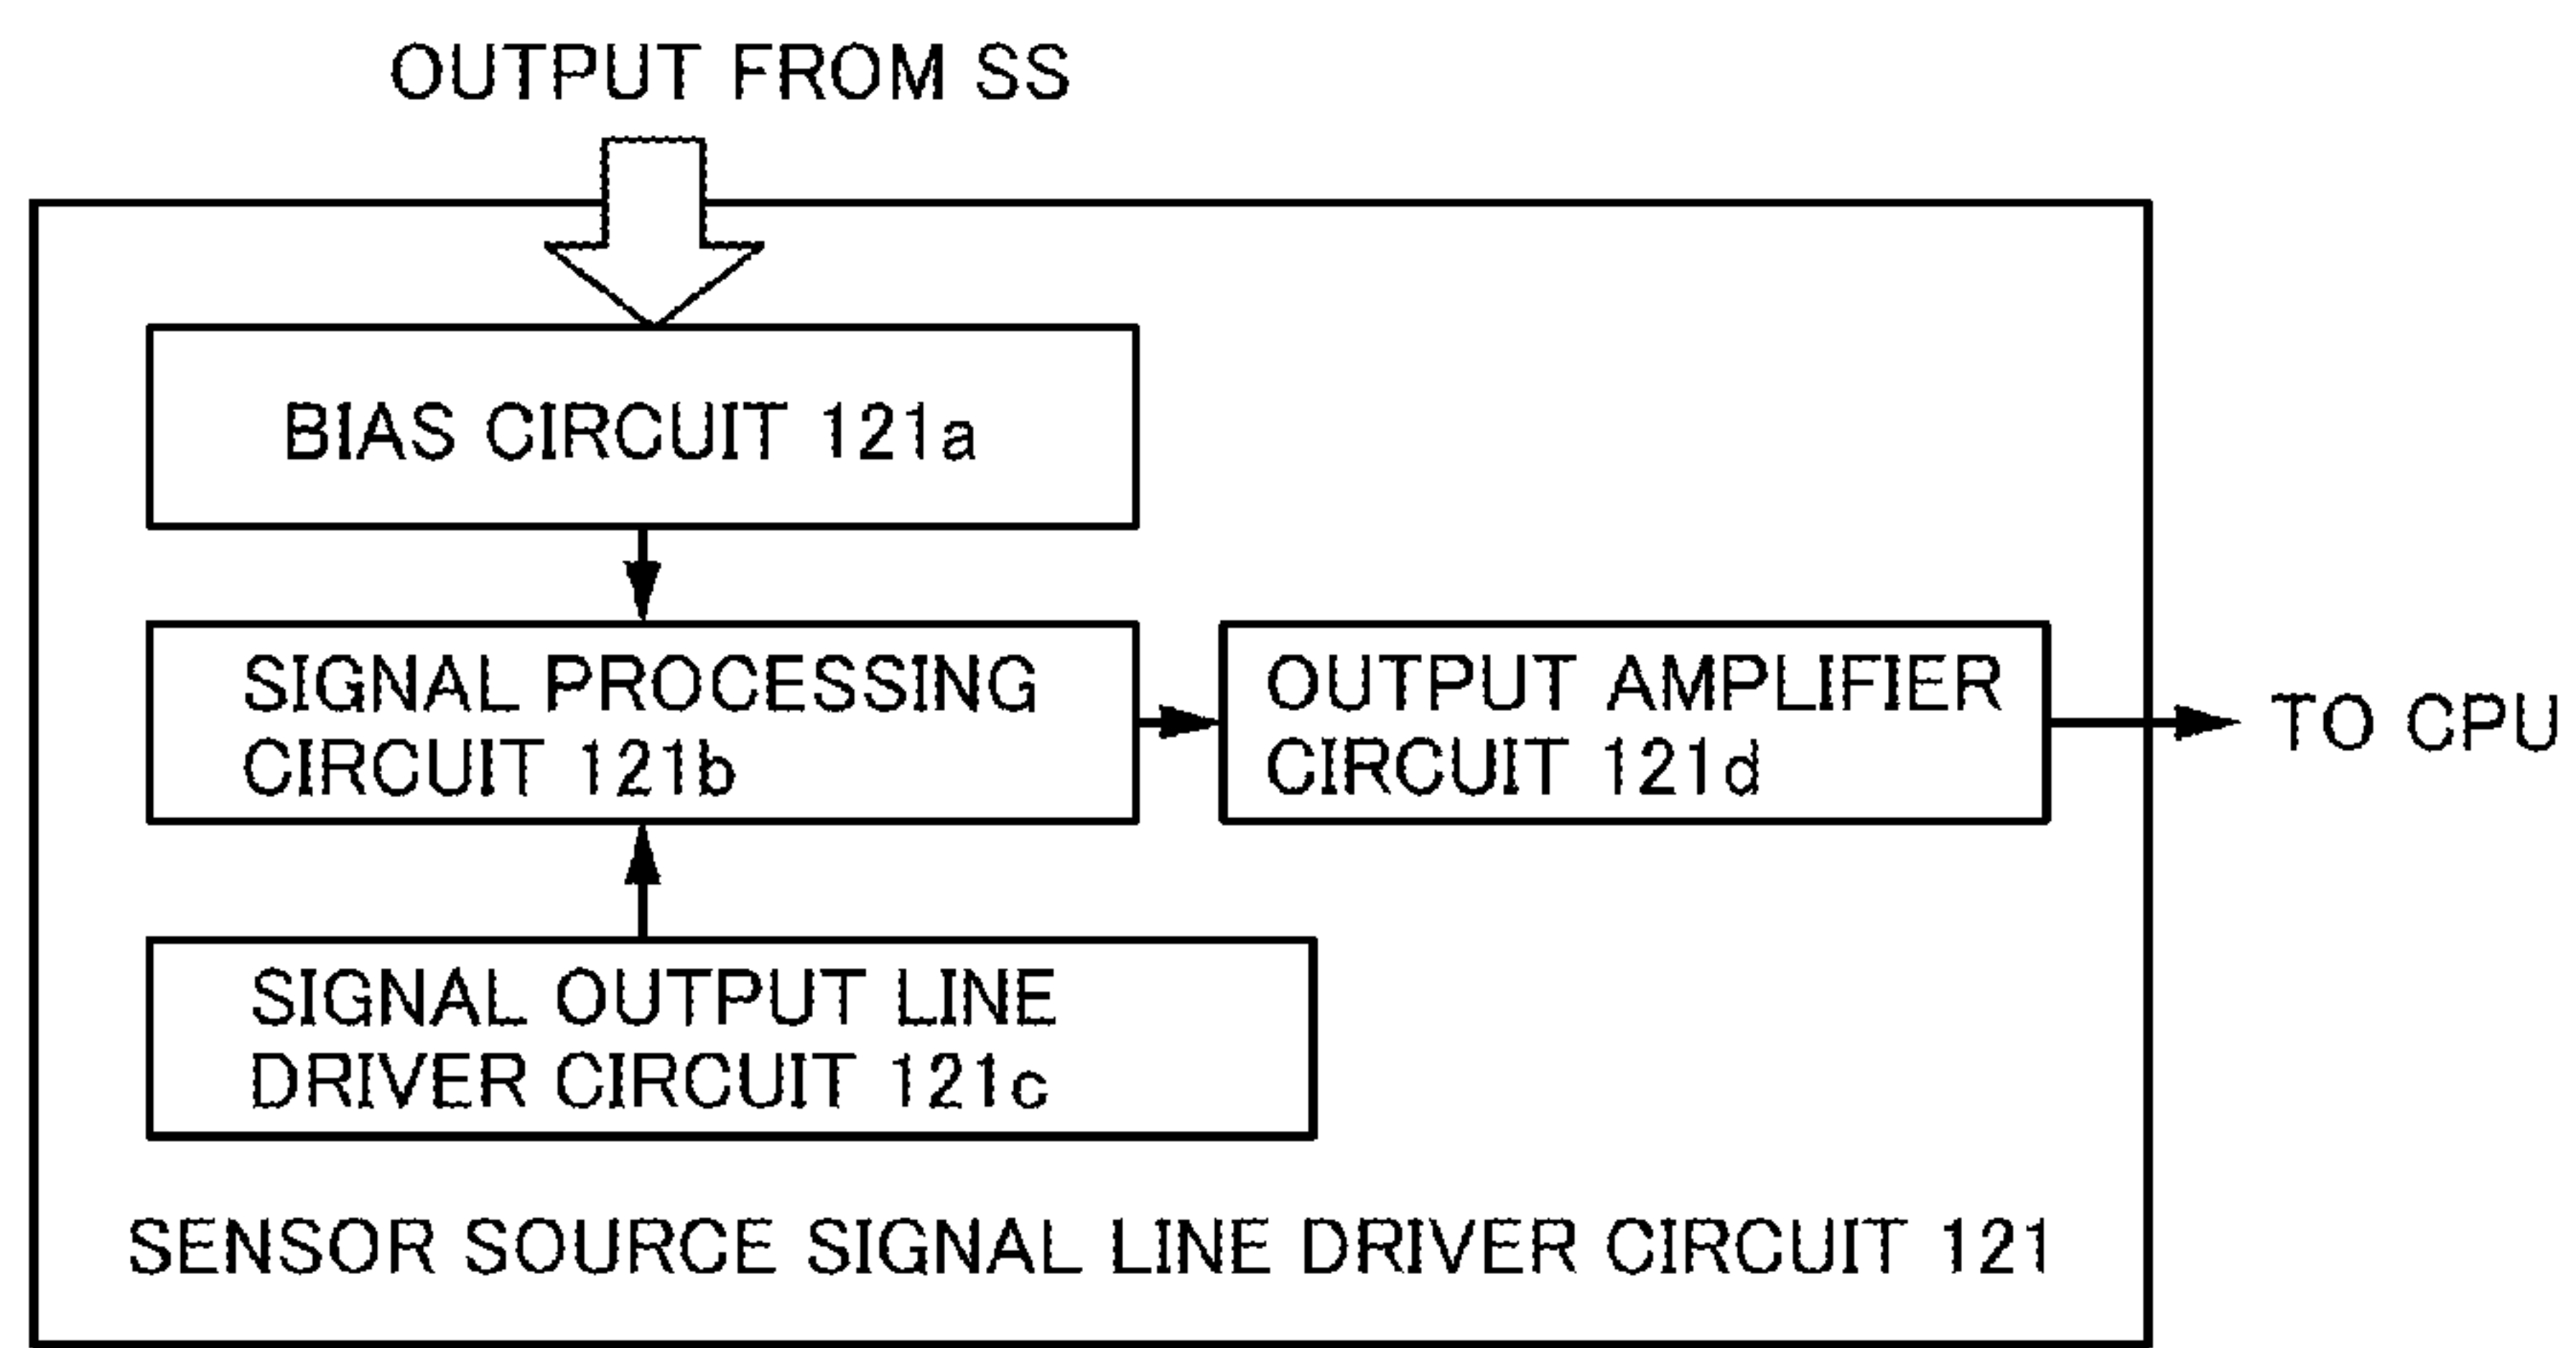 OUTPUT FROM SS
BIAS CIRCUIT 121a
SIGNAL PROCESSING
CIRCUIT 121b
OUTPUT AMPLIFIER
CIRCUIT 121d
TO CPU
SIGNAL OUTPUT LINE
DRIVER CIRCUIT 121c
SENSOR SOURCE SIGNAL LINE DRIVER CIRCUIT 121